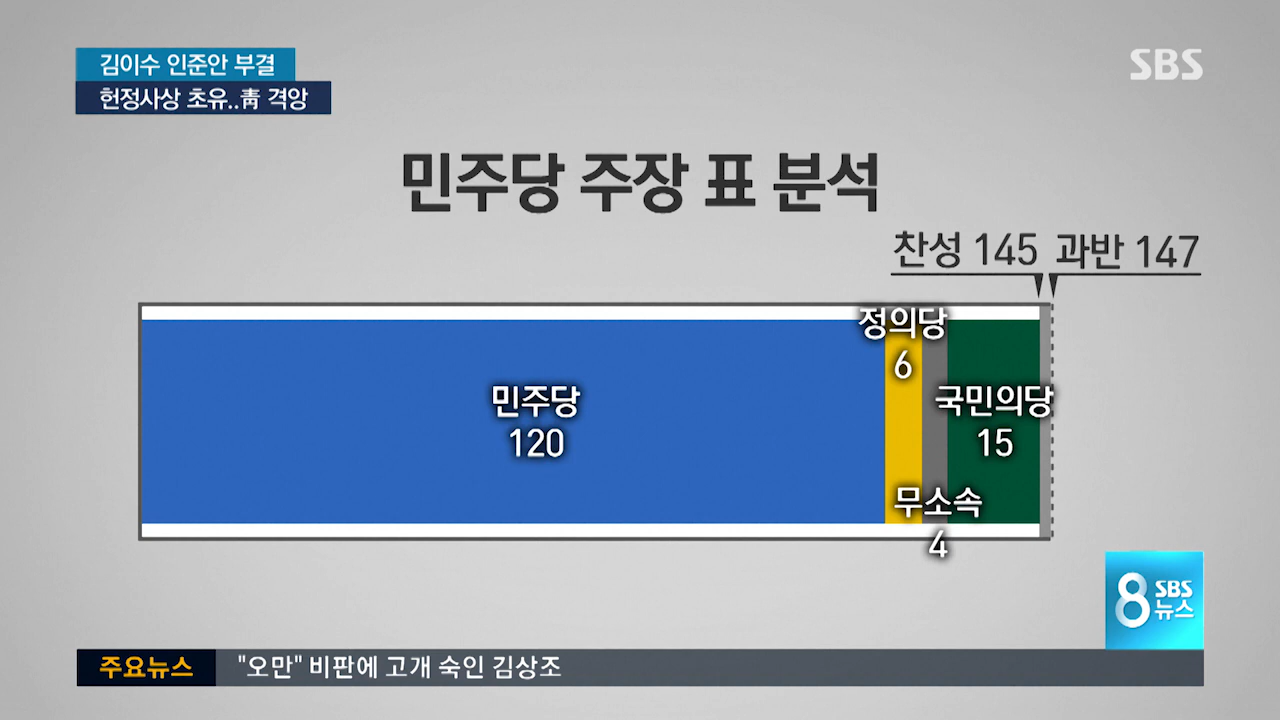 김이수 인준안 부결
헌정사상 초유..靑 격앙
SBS
민주당 주장 표 분석
찬성 145
과반 147
정의당
6
민주당
120
국민의당
15
무소속
4
8 SBS
뉴스
주요뉴스
"오만" 비판에 고개 숙인 김상조